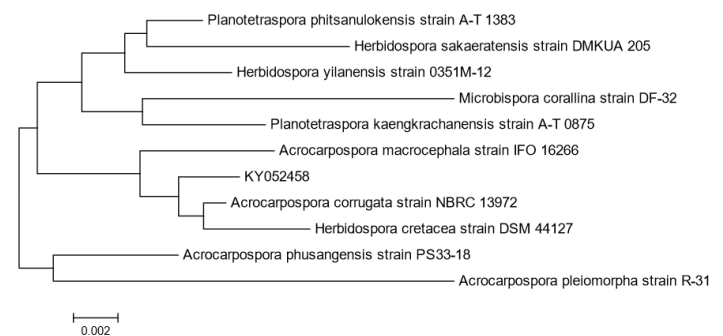 Planotetraspora phitsanulokensis strain A-T 1383
Herbidospora sakaeratensis strain DMKUA 205
Herbidospora yilanensis strain 0351M-12
Microbispora corallina strain DF-32
Planotetraspora kaengkrachanensis strain A-T 0875
Acrocarpospora macrocephala strain IFO 16266
KY052458
Acrocarpospora corrugata strain NBRC 13972
Herbidospora cretacea strain DSM 44127
Acrocarpospora phusangensis strain PS33-18
Acrocarpospora pleiomorpha strain R-31
0.002